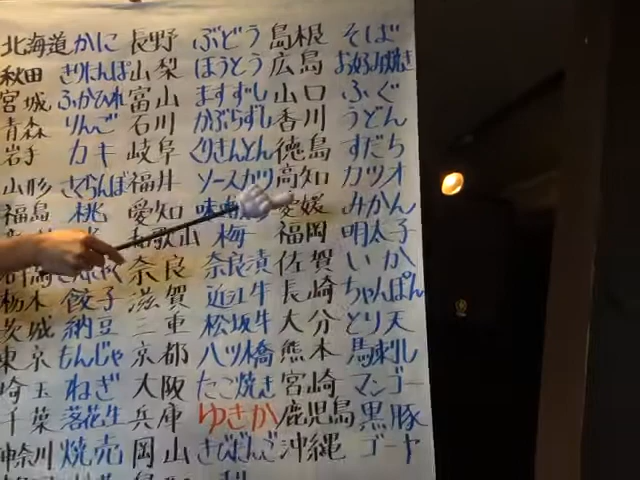 北海道 かに 長野 ぶどう 島根 そば
秋田 きりたんぽ 山梨 ほうとう 広島 お好み焼き
宮城 ふかひれ 富山 ますずし 山口 ふぐ
青森 りんご 石川 かぶらずし 香川 うどん
岩手 カキ 岐阜 くりきんとん 徳島 すだち
山形 さくらんぼ 福井 ソースカツ 高知 カツオ
福島 桃 愛知 味噌 愛媛 みかん
和歌山 梅 福岡 明太子
奈良 奈良漬 佐賀 いか
栃木 餃子 滋賀 近江牛 長崎 ちゃんぽん
茨城 納豆 三重 松坂牛 大分 とり天
東京 もんじゃ 京都 八ツ橋 熊本 馬刺し
埼玉 ねぎ 大阪 たこ焼き 宮崎 マンゴー
千葉 落花生 兵庫 ゆさか 鹿児島 黒豚
神奈川 焼売 岡山 きびだんご 沖縄 ゴーヤ